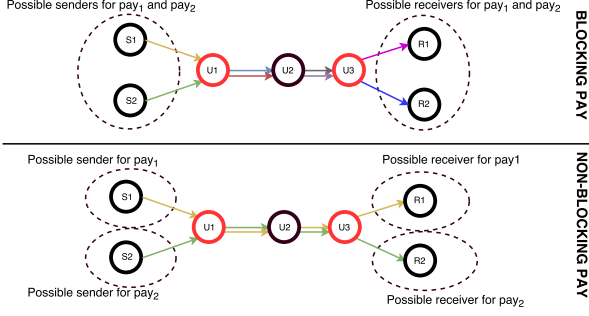 Possible senders for pay1 and pay2
Possible receivers for pay1 and pay2
S1
S2
U1
U2
U3
R1
R2
BLOCKING PAY
Possible sender for pay1
Possible receiver for pay1
S1
S2
U1
U2
U3
R1
R2
Possible sender for pay2
Possible receiver for pay2
NON-BLOCKING PAY